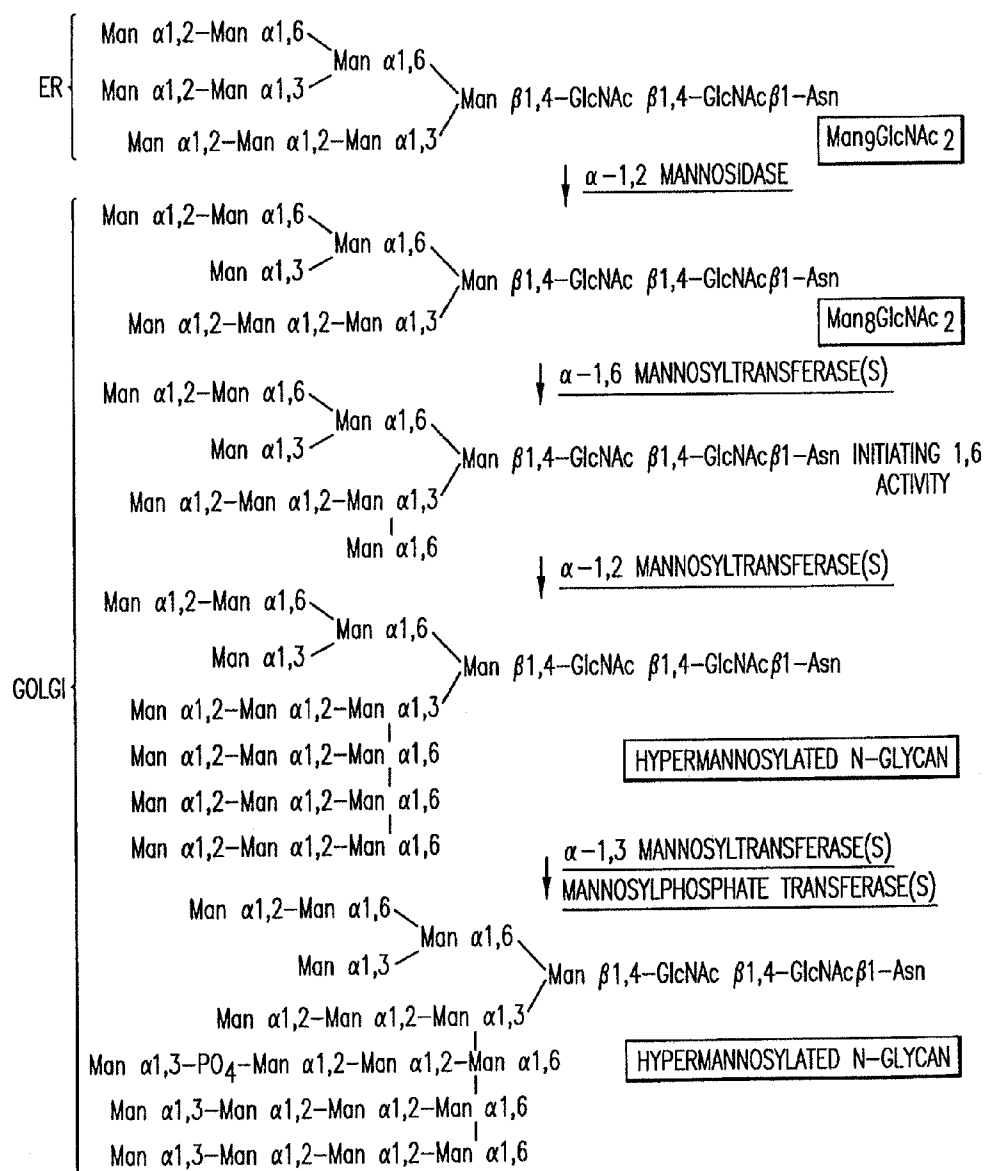 Man α1,2–Man α1,6
Man α1,6
ER
Man α1,2–Man α1,3
Man β1,4–GlcNAc β1,4–GlcNAcβ1–Asn
Man α1,2–Man α1,2–Man α1,3
Man9GlcNAc2
α–1,2 MANNOSIDASE
Man α1,2–Man α1,6
Man α1,6
Man α1,3
Man β1,4–GlcNAc β1,4–GlcNAcβ1–Asn
Man α1,2–Man α1,2–Man α1,3
Man8GlcNAc2
α–1,6 MANNOSYLTRANSFERASE(S)
Man α1,2–Man α1,6
Man α1,6
Man α1,3
Man β1,4–GlcNAc β1,4–GlcNAcβ1–Asn INITIATING 1,6
ACTIVITY
Man α1,2–Man α1,2–Man α1,3
Man α1,6
α–1,2 MANNOSYLTRANSFERASE(S)
Man α1,2–Man α1,6
Man α1,6
Man α1,3
Man β1,4–GlcNAc β1,4–GlcNAcβ1–Asn
GOLGI
Man α1,2–Man α1,2–Man α1,3
Man α1,2–Man α1,2–Man α1,6
HYPERMANNOSYLATED N–GLYCAN
Man α1,2–Man α1,2–Man α1,6
Man α1,2–Man α1,2–Man α1,6
α–1,3 MANNOSYLTRANSFERASE(S)
MANNOSYLPHOSPHATE TRANSFERASE(S)
Man α1,2–Man α1,6
Man α1,6
Man α1,3
Man β1,4–GlcNAc β1,4–GlcNAcβ1–Asn
Man α1,2–Man α1,2–Man α1,3
Man α1,3–PO4–Man α1,2–Man α1,2–Man α1,6
HYPERMANNOSYLATED N–GLYCAN
Man α1,3–Man α1,2–Man α1,2–Man α1,6
Man α1,3–Man α1,2–Man α1,2–Man α1,6